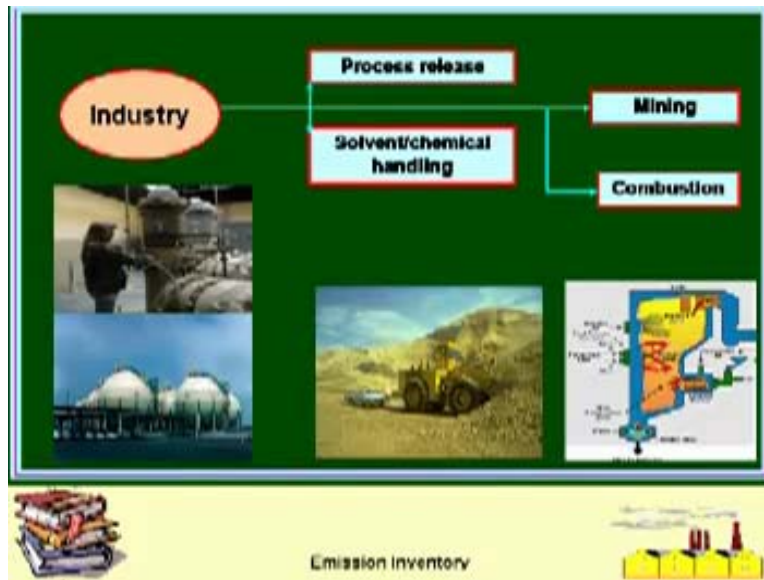 Process release
Industry
Mining
Solvent/chemical
handling
Combustion
Emission Inventory